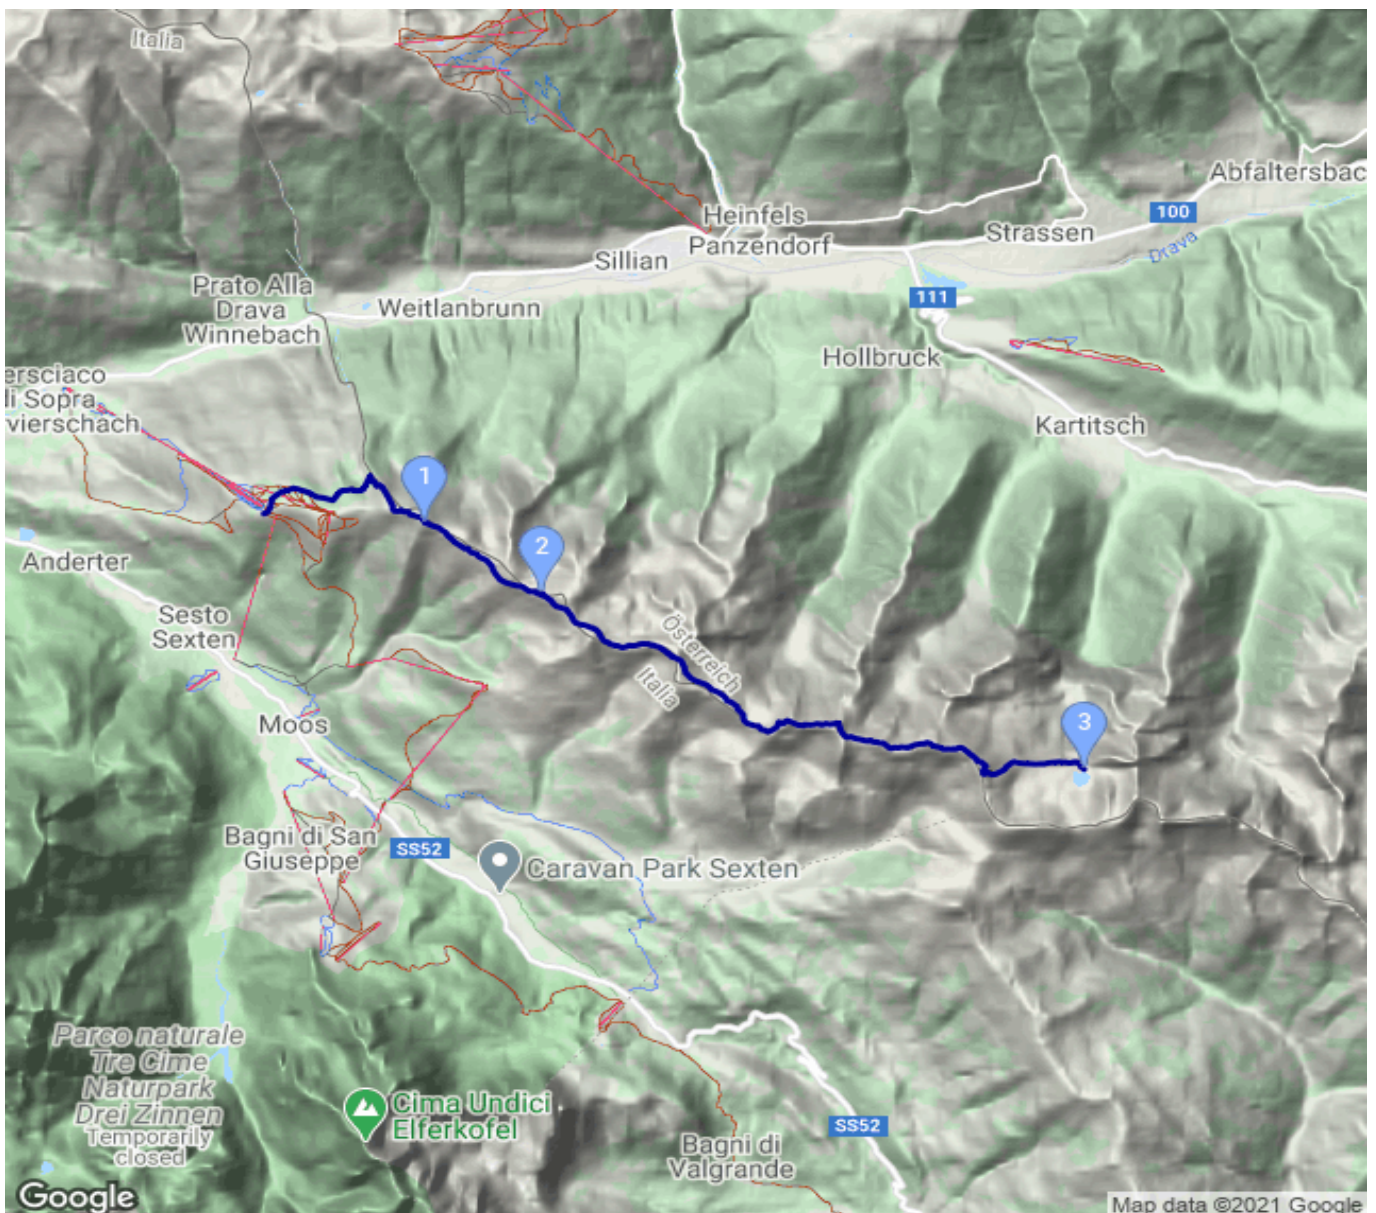 Italia
Abfaltersbac
100
Heinfels
Panzendorf
Strassen
Drava
Sillian
Prato Alla
Drava
Winnebach
Weitlanbrunn
111
Hollbruck
ersciaco
di Sopra
vierschach
Kartitsch
1
2
Anderter
Sesto
Sexten
Österreich
Italia
3
Moos
Bagni di San
Giuseppe
SS52
Caravan Park Sexten
Parco naturale
Tre Cime
Naturpark
Drei Zinnen
Temporarily
closed
Cima Undici
Elferkofel
SS52
Bagni di
Valgrande
Google
Map data ©2021 Google